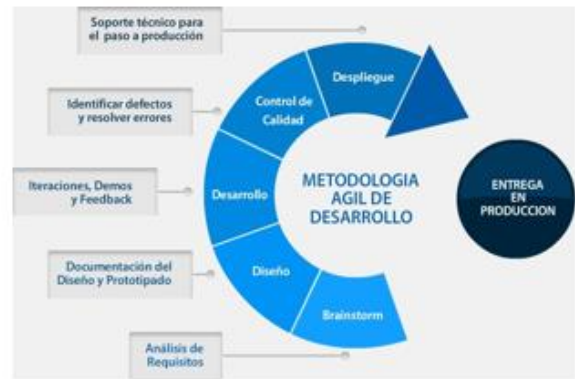 Soporte técnico para
el paso a producción
Despliegue
Identificar defectos
y resolver errores
Control de
Calidad
Iteraciones, Demos
y Feedback
Desarrollo
METODOLOGIA
AGIL DE
DESARROLLO
ENTREGA
EN
PRODUCCION
Documentación del
Diseño y Prototipado
Diseño
Brainstorm
Análisis de
Requisitos